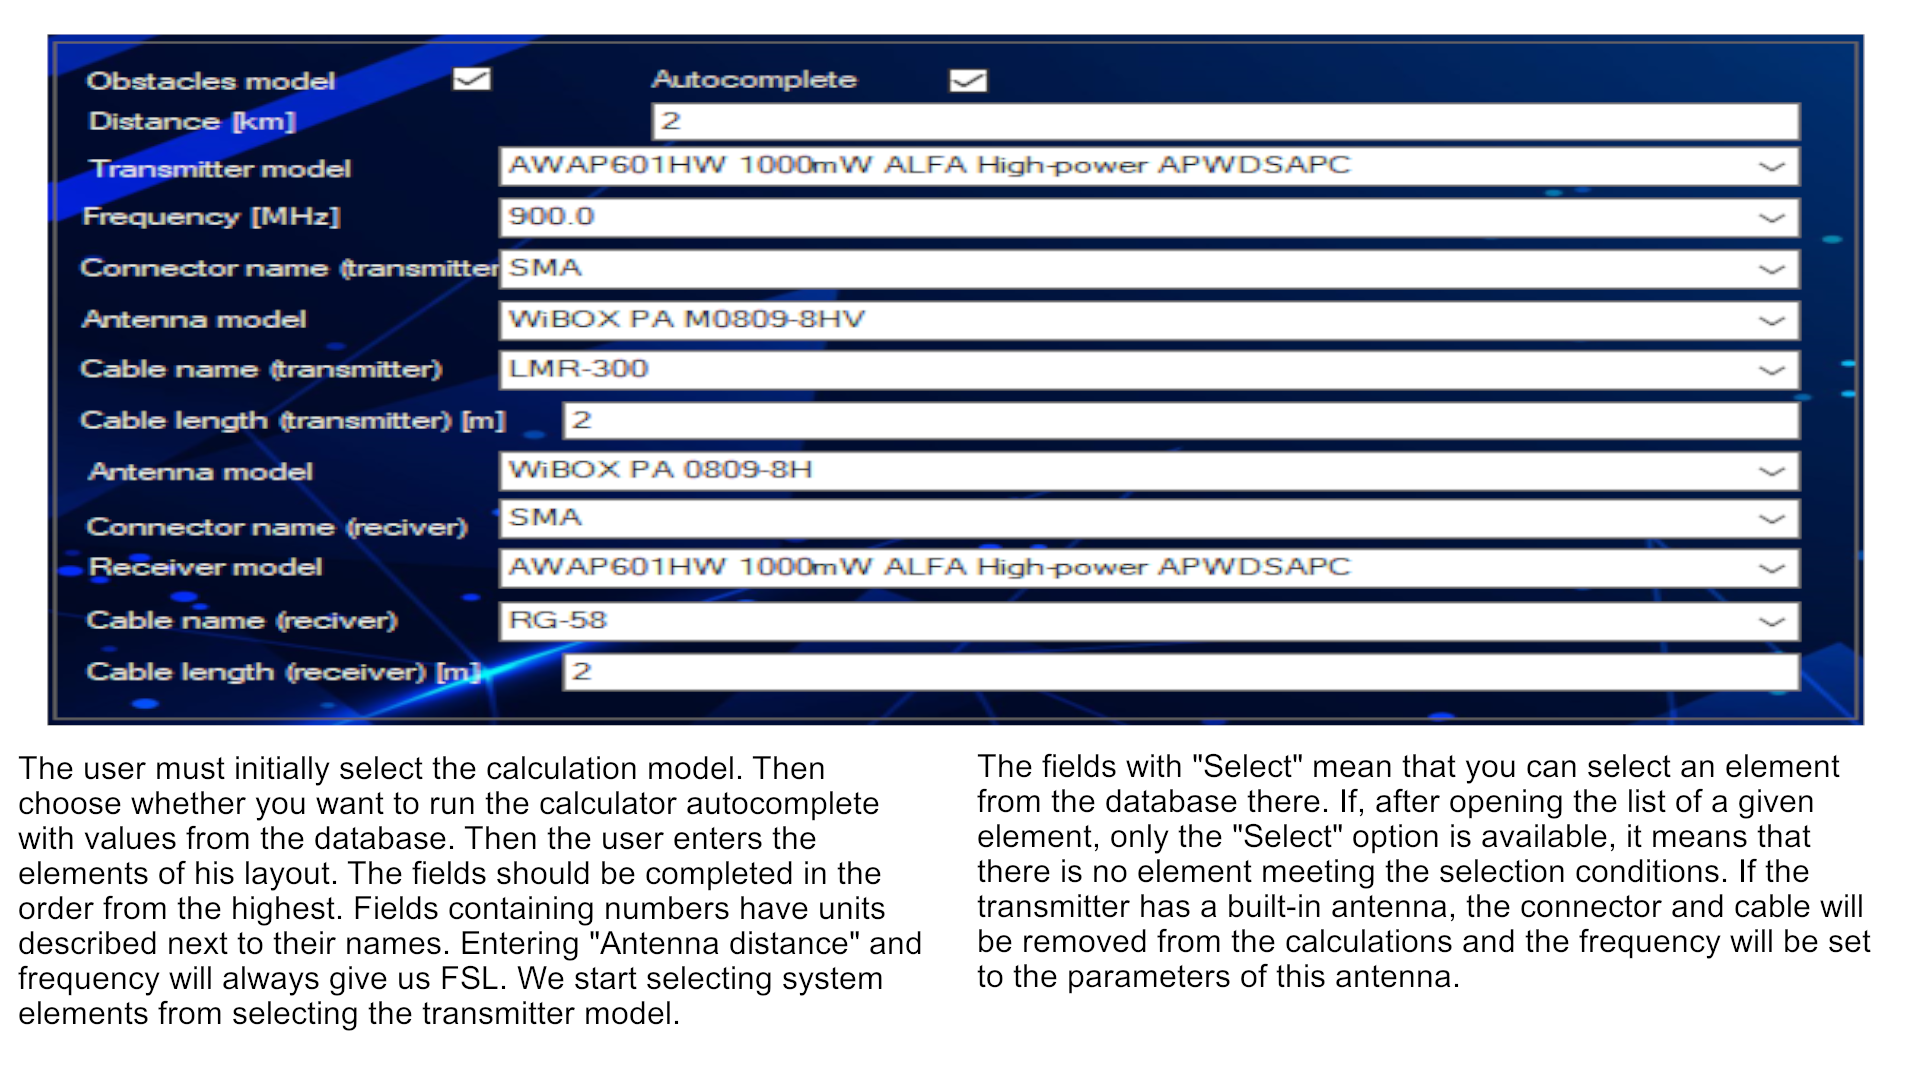 Obstacles model Autocomplete
Distance [km] 2
Transmitter model AWAP601HW 1000mW ALFA High-power APWDSAPC
Frequency [MHz] 900.0
Connector name (transmitter SMA
Antenna model WiBOX PA M0809-8HV
Cable name (transmitter) LMR-300
Cable length (transmitter) [m] 2
Antenna model WiBOX PA 0809-8H
Connector name (reciver) SMA
Receiver model AWAP601HW 1000mW ALFA High-power APWDSAPC
Cable name (reciver) RG-58
Cable length (receiver) [m] 2
The user must initially select the calculation model. Then
choose whether you want to run the calculator autocomplete
with values from the database. Then the user enters the
elements of his layout. The fields should be completed in the
order from the highest. Fields containing numbers have units
described next to their names. Entering "Antenna distance" and
frequency will always give us FSL. We start selecting system
elements from selecting the transmitter model.
The fields with "Select" mean that you can select an element
from the database there. If, after opening the list of a given
element, only the "Select" option is available, it means that
there is no element meeting the selection conditions. If the
transmitter has a built-in antenna, the connector and cable will
be removed from the calculations and the frequency will be set
to the parameters of this antenna.